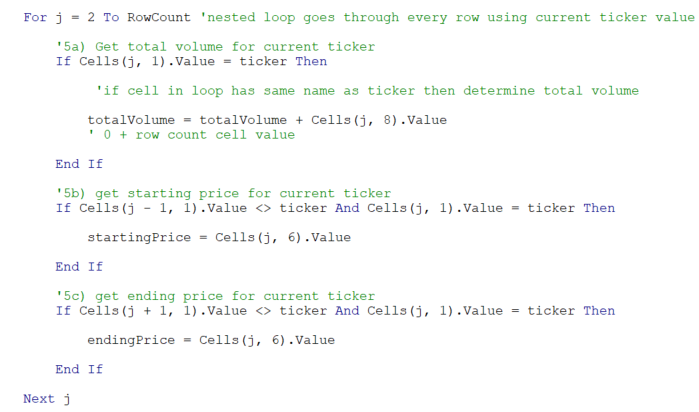 For j = 2 To RowCount 'nested loop goes through every row using current ticker value
'5a) Get total volume for current ticker
If Cells(j, 1).Value = ticker Then
'if cell in loop has same name as ticker then determine total volume
totalVolume = totalVolume + Cells(j, 8).Value
' 0 + row count cell value
End If
'5b) get starting price for current ticker
If Cells(j - 1, 1).Value <> ticker And Cells(j, 1).Value = ticker Then
startingPrice = Cells(j, 6).Value
End If
'5c) get ending price for current ticker
If Cells(j + 1, 1).Value <> ticker And Cells(j, 1).Value = ticker Then
endingPrice = Cells(j, 6).Value
End If
Next j